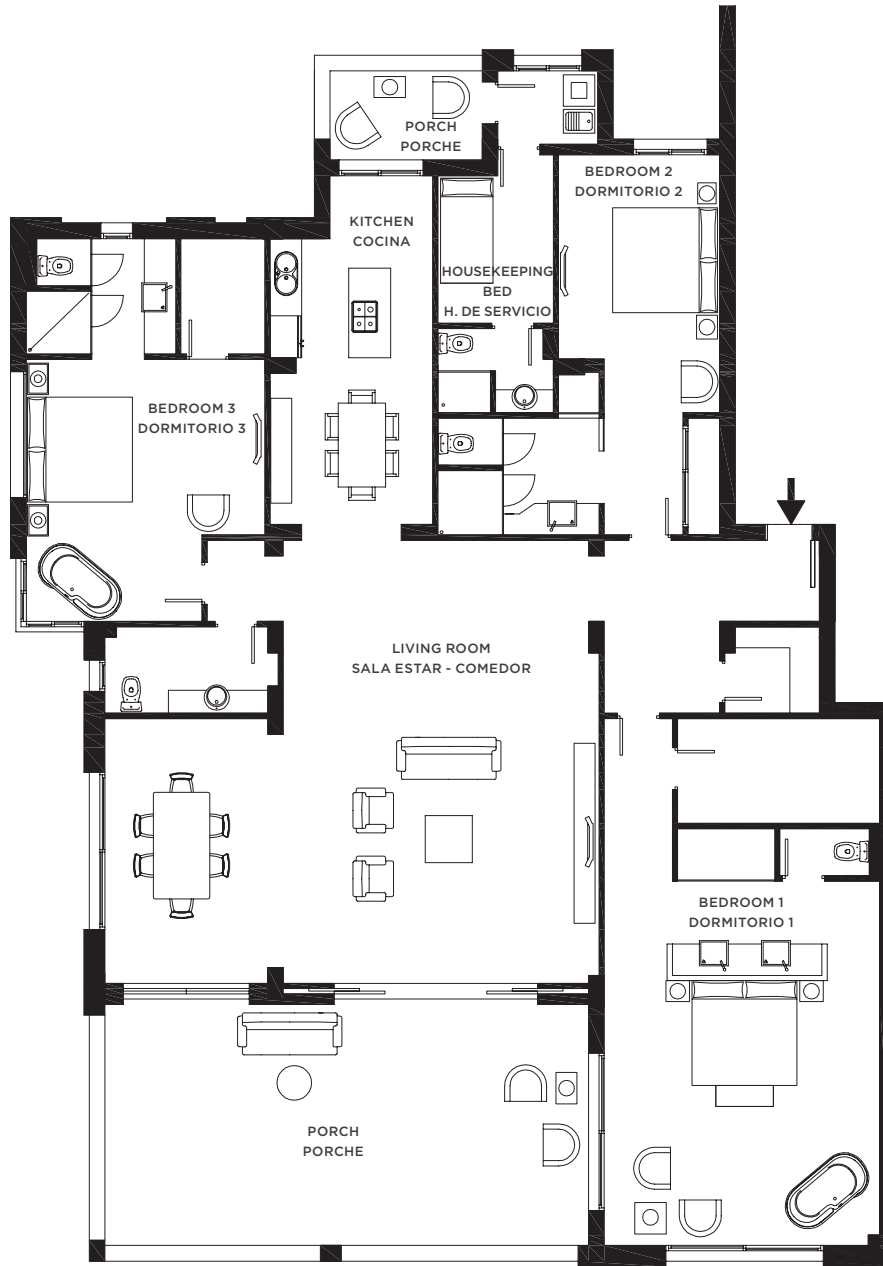 PORCH
PORCHE
BEDROOM 2
DORMITORIO 2
KITCHEN
COCINA
HOUSEKEEPING
BED
H. DE SERVICIO
BEDROOM 3
DORMITORIO 3
LIVING ROOM
SALA ESTAR - COMEDOR
BEDROOM 1
DORMITORIO 1
PORCH
PORCHE